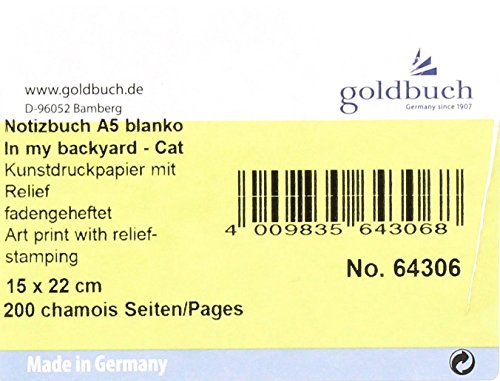 www.goldbuch.de
D-96052 Bamberg
goldbuch
Germany since 1907
Notizbuch A5 blanko
In my backyard - Cat
Kunstdruckpapier mit
Relief
fadengeheftet
Art print with relief-
stamping
15 x 22 cm
200 chamois Seiten/Pages
4 009835 643068
No. 64306
Made in Germany